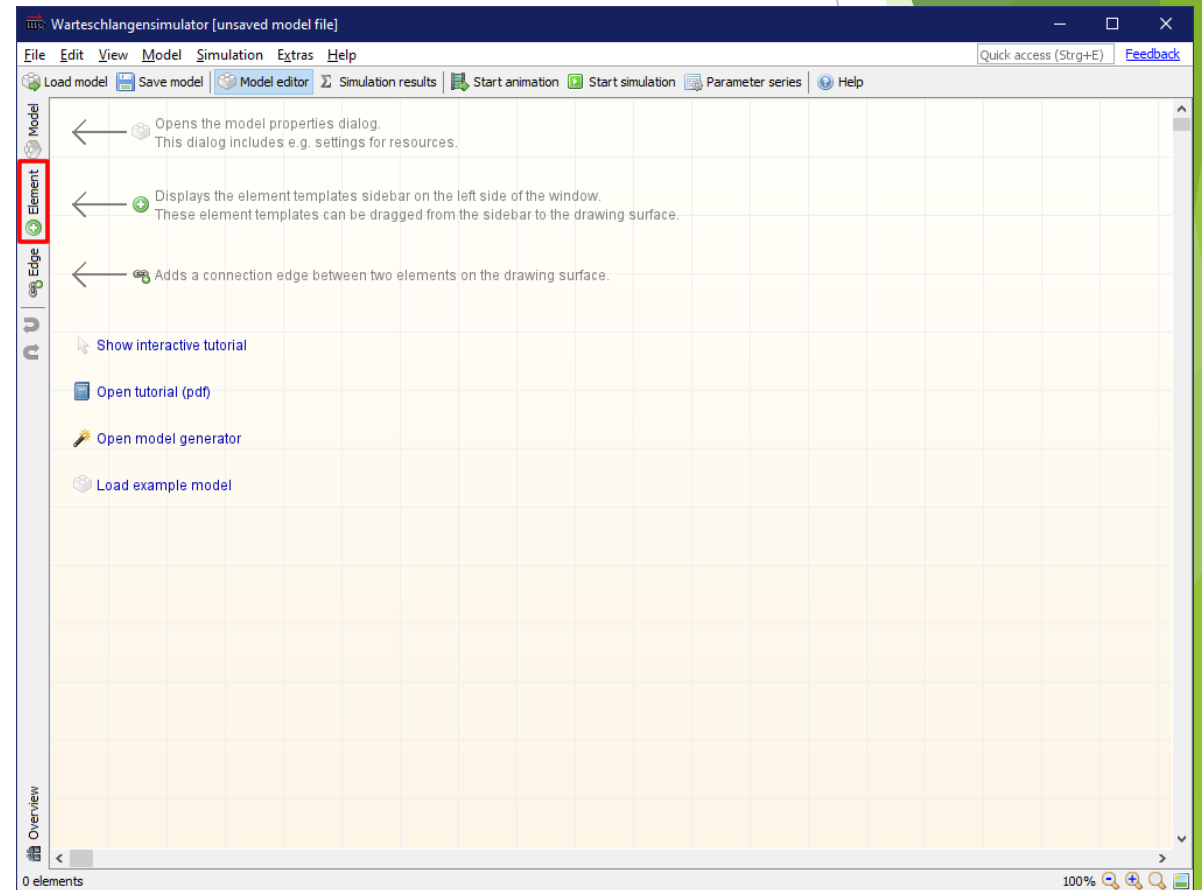 Warteschlangensimulator [unsaved model file]
File Edit View Model Simulation Extras Help
Quick access (Strg+E) Feedback
Load model Save model Model editor Σ Simulation results Start animation Start simulation Parameter series Help
Model
Element
Edge
Opens the model properties dialog.
This dialog includes e.g. settings for resources.
Displays the element templates sidebar on the left side of the window.
These element templates can be dragged from the sidebar to the drawing surface.
Adds a connection edge between two elements on the drawing surface.
Show interactive tutorial
Open tutorial (pdf)
Open model generator
Load example model
Overview
0 elements
100%